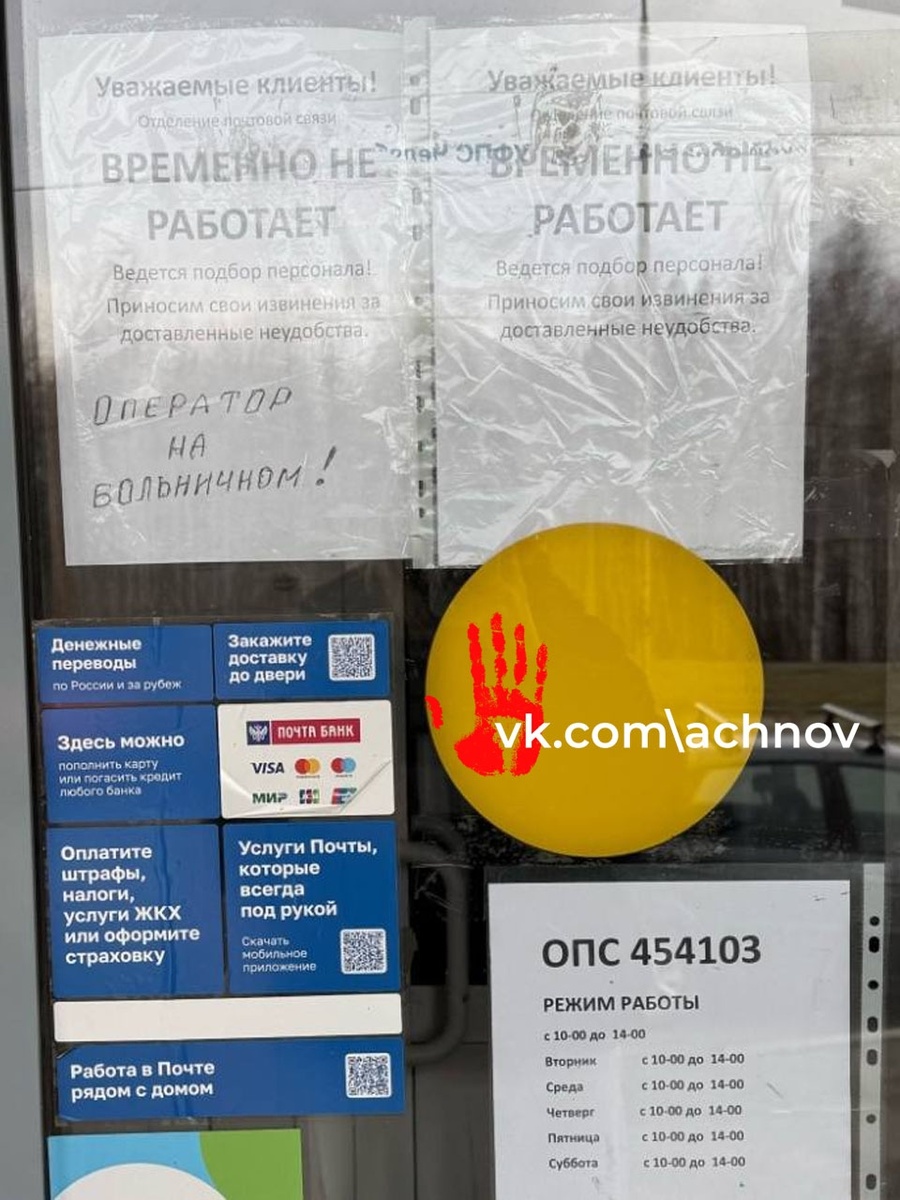 Уважаемые клиенты!
Отделение почтовой связи
ВРЕМЕННО НЕ
РАБОТАЕТ
Ведется подбор персонала!
Приносим свои извинения за
доставленные неудобства.
ОПЕРАТОР
НА
БОЛЬНИЧНОМ!
Уважаемые клиенты!
Отделение почтовой связи
ВРЕМЕННО НЕ
РАБОТАЕТ
Ведется подбор персонала!
Приносим свои извинения за
доставленные неудобства.
Денежные
переводы
по России и за рубеж
Закажите
доставку
до двери
Здесь можно
пополнить карту
или погасить кредит
любого банка
ПОЧТА БАНК
VISA
МИР JCB
Оплатите
штрафы,
налоги,
услуги ЖКХ
или оформите
страховку
Услуги Почты,
которые
всегда
под рукой
Скачать
мобильное
приложение
Работа в Почте
рядом с домом
vk.com\achnov
ОПС 454103
РЕЖИМ РАБОТЫ
с 10-00 до 14-00
Вторник с 10-00 до 14-00
Среда с 10-00 до 14-00
Четверг с 10-00 до 14-00
Пятница с 10-00 до 14-00
Суббота с 10-00 до 14-00